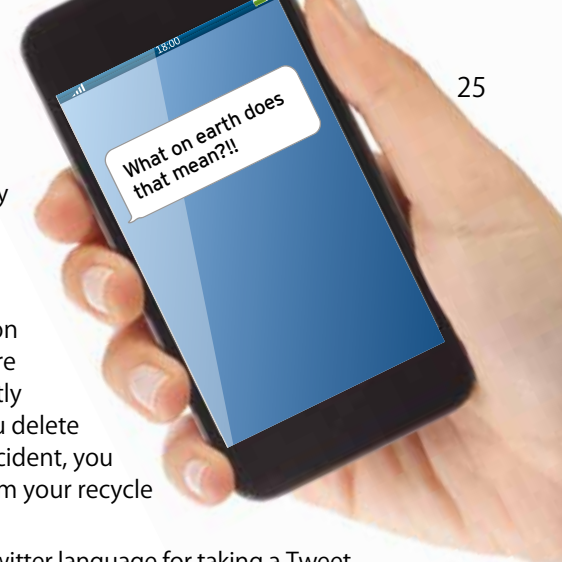 18:00
25
What on earth does
that mean?!!
y
on
re
tly
u delete
cident, you
m your recycle
witter language for taking a Tweet